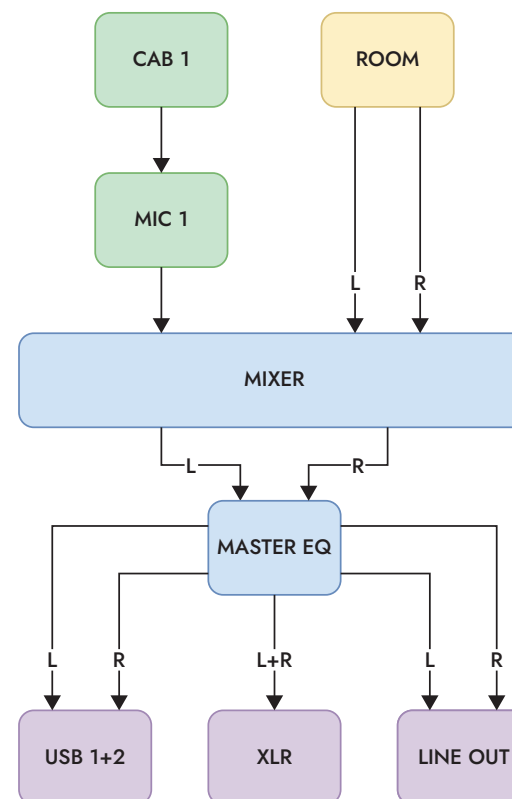 CAB 1
ROOM
MIC 1
L
R
MIXER
L
R
MASTER EQ
L
R
L+R
L
R
USB 1+2
XLR
LINE OUT